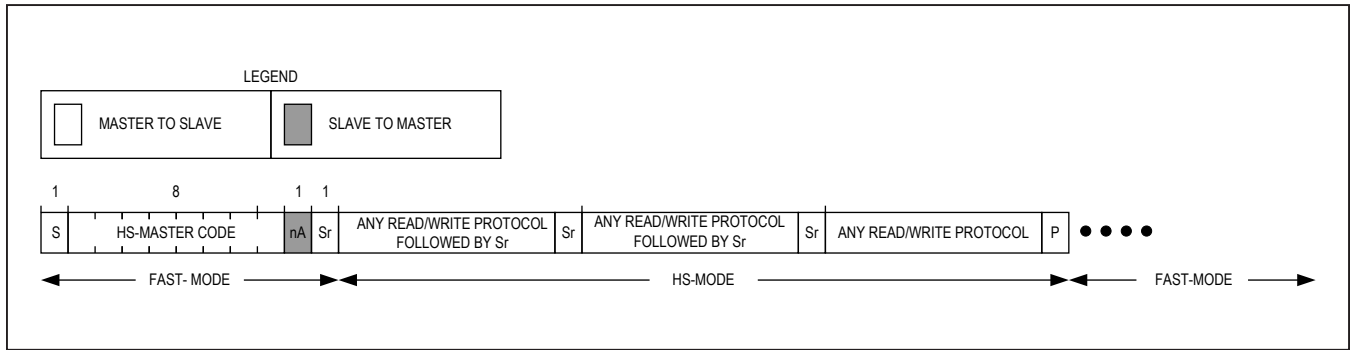 LEGEND
MASTER TO SLAVE
SLAVE TO MASTER
1
8
1
1
S
HS-MASTER CODE
nA
Sr
ANY READ/WRITE PROTOCOL
FOLLOWED BY Sr
Sr
ANY READ/WRITE PROTOCOL
FOLLOWED BY Sr
Sr
ANY READ/WRITE PROTOCOL
P
FAST- MODE
HS-MODE
FAST-MODE